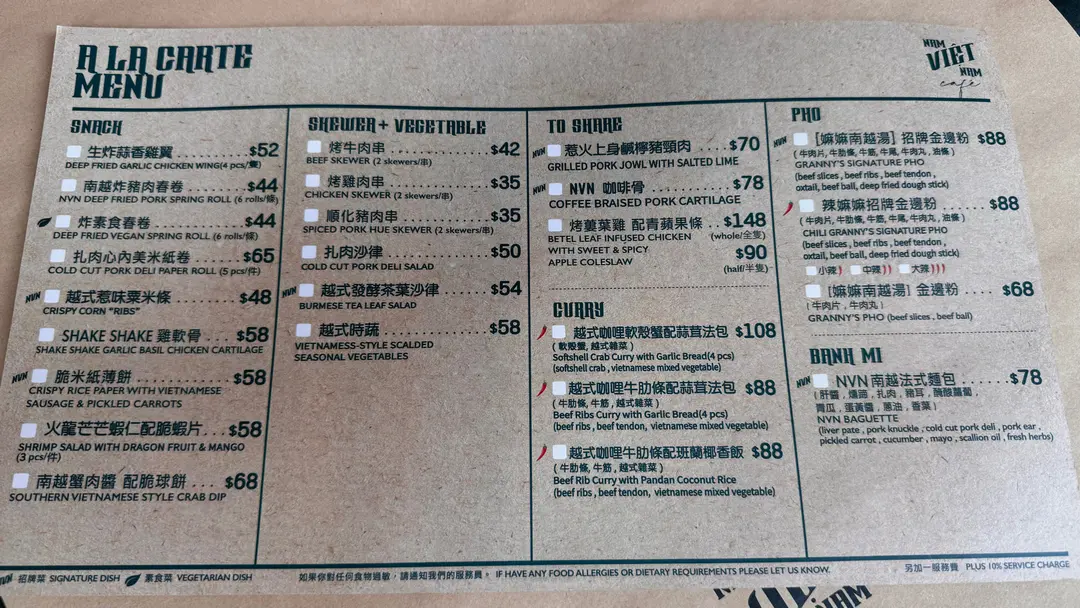 A LA CARTE
MENU
NAM
VIỆT
NAM
café
SNACK
生炸蒜香雞翼 $52
DEEP FRIED GARLIC CHICKEN WING(4 pcs/隻)
南越炸豬肉春卷 $44
NVN DEEP FRIED PORK SPRING ROLL (6 rolls/條)
炸素食春卷 $44
DEEP FRIED VEGAN SPRING ROLL (6 rolls/條)
扎肉心內美米紙卷 $65
COLD CUT PORK DELI PAPER ROLL (5 pcs/件)
NVN 越式惹味粟米條 $48
CRISPY CORN "RIBS"
SHAKE SHAKE 雞軟骨 $58
SHAKE SHAKE GARLIC BASIL CHICKEN CARTILAGE
NVN 脆米紙薄餅 $58
CRISPY RICE PAPER WITH VIETNAMESE
SAUSAGE & PICKLED CARROTS
火龍芒芒蝦仁配脆蝦片 $58
SHRIMP SALAD WITH DRAGON FRUIT & MANGO
(3 pcs/件)
南越蟹肉醬 配脆球餅 $68
SOUTHERN VIETNAMESE STYLE CRAB DIP
SKEWER + VEGETABLE
烤牛肉串 $42
BEEF SKEWER (2 skewers/串)
烤雞肉串 $35
CHICKEN SKEWER (2 skewers/串)
順化豬肉串 $35
SPICED PORK HUE SKEWER (2 skewers/串)
扎肉沙律 $50
COLD CUT PORK DELI SALAD
NVN 越式發酵茶葉沙律 $54
BURMESE TEA LEAF SALAD
越式時蔬 $58
VIETNAMESS-STYLE SCALDED
SEASONAL VEGETABLES
TO SHARE
NVN 惹火上身鹹檸豬頸肉 $70
GRILLED PORK JOWL WITH SALTED LIME
NVN NVN 咖啡骨 $78
COFFEE BRAISED PORK CARTILAGE
烤蔞葉雞 配青蘋果條 $148
BETEL LEAF INFUSED CHICKEN (whole/全隻)
WITH SWEET & SPICY $90
APPLE COLESLAW (half/半隻)
CURRY
越式咖哩軟殼蟹配蒜茸法包 $108
( 軟殼蟹, 越式雜菜 )
Softshell Crab Curry with Garlic Bread(4 pcs)
(softshell crab , vietnamese mixed vegetable)
越式咖哩牛肋條配蒜茸法包 $88
( 牛肋條, 牛筋 , 越式雜菜 )
Beef Ribs Curry with Garlic Bread(4 pcs)
(beef ribs , beef tendon, vietnamese mixed vegetable)
越式咖哩牛肋條配班蘭椰香飯 $88
( 牛肋條, 牛筋 , 越式雜菜 )
Beef Rib Curry with Pandan Coconut Rice
(beef ribs , beef tendon, vietnamese mixed vegetable)
PHO
NVN [嫲嫲南越湯] 招牌金邊粉 $88
( 牛肉片, 牛肋條, 牛筋, 牛尾, 牛肉丸 , 油條 )
GRANNY'S SIGNATURE PHO
(beef slices , beef ribs , beef tendon ,
oxtail, beef ball, deep fried dough stick)
辣嫲嫲招牌金邊粉 $88
( 牛肉片, 牛肋條, 牛筋, 牛尾, 牛肉丸 , 油條 )
CHILI GRANNY'S SIGNATURE PHO
(beef slices , beef ribs , beef tendon ,
oxtail, beef ball, deep fried dough stick)
小辣 中辣 大辣
[嫲嫲南越湯] 金邊粉 $68
( 牛肉片 , 牛肉丸 )
GRANNY'S PHO (beef slices , beef ball)
BANH MI
NVN NVN 南越法式麵包 $78
( 肝醬 , 燻蹄 , 扎肉 , 豬耳 , 醃酸蘿蔔,
青瓜 , 蛋黃醬 , 蔥油 , 香葉 )
NVN BAGUETTE
(liver pate , pork knuckle , cold cut pork deli , pork ear ,
pickled carrot , cucumber , mayo , scallion oil , fresh herbs)
NVN 招牌菜 SIGNATURE DISH 素食菜 VEGETARIAN DISH
如果你對任何食物過敏，請通知我們的服務員。 IF HAVE ANY FOOD ALLERGIES OR DIETARY REQUIREMENTS PLEASE LET US KNOW.
另加一服務費 PLUS 10% SERVICE CHARGE
NAM